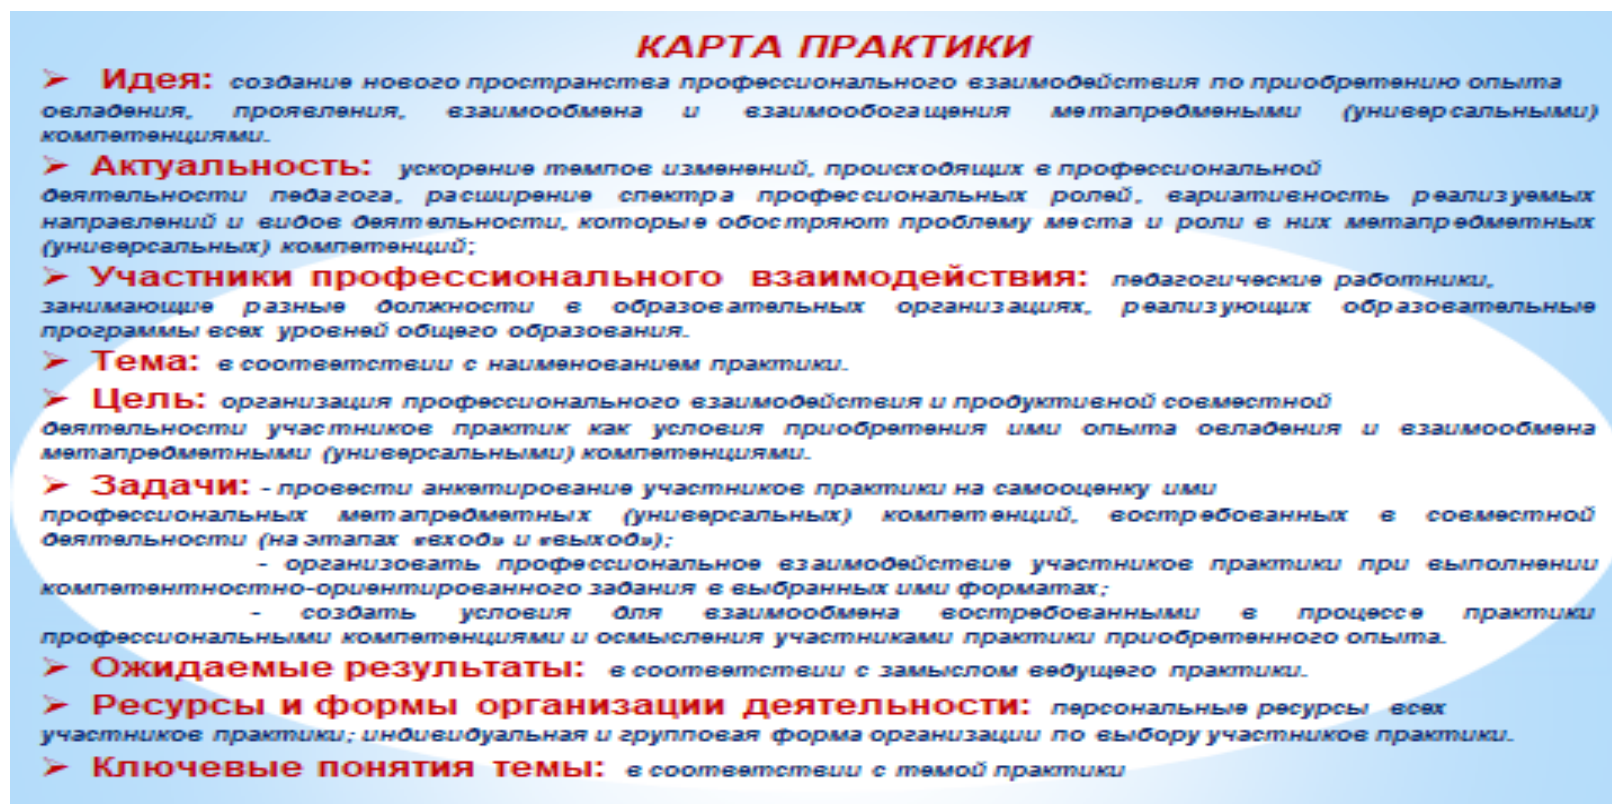 КАРТА ПРАКТИКИ
➢ Идея: создание нового пространства профессионального взаимодействия по приобретению опыта
овладения, проявления, взаимообмена и взаимообогащения метапредмеными (универсальными)
компетенциями.
➢ Актуальность: ускорение темпов изменений, происходящих в профессиональной
деятельности педагога, расширение спектра профессиональных ролей, вариативность реализуемых
направлений и видов деятельности, которые обостряют проблему места и роли в них метапредметных
(универсальных) компетенций;
➢ Участники профессионального взаимодействия: педагогические работники,
занимающие разные должности в образовательных организациях, реализующих образовательные
программы всех уровней общего образования.
➢ Тема: в соответствии с наименованием практики.
➢ Цель: организация профессионального взаимодействия и продуктивной совместной
деятельности участников практик как условия приобретения ими опыта овладения и взаимообмена
метапредметными (универсальными) компетенциями.
➢ Задачи: - провести анкетирование участников практики на самооценку ими
профессиональных метапредметных (универсальных) компетенций, востребованных в совместной
деятельности (на этапах «вход» и «выход»);
- организовать профессиональное взаимодействие участников практики при выполнении
компетентностно-ориентированного задания в выбранных ими форматах;
- создать условия для взаимообмена востребованными в процессе практики
профессиональными компетенциями и осмысления участниками практики приобретенного опыта.
➢ Ожидаемые результаты: в соответствии с замыслом ведущего практики.
➢ Ресурсы и формы организации деятельности: персональные ресурсы всех
участников практики; индивидуальная и групповая форма организации по выбору участников практики.
➢ Ключевые понятия темы: в соответствии с темой практики